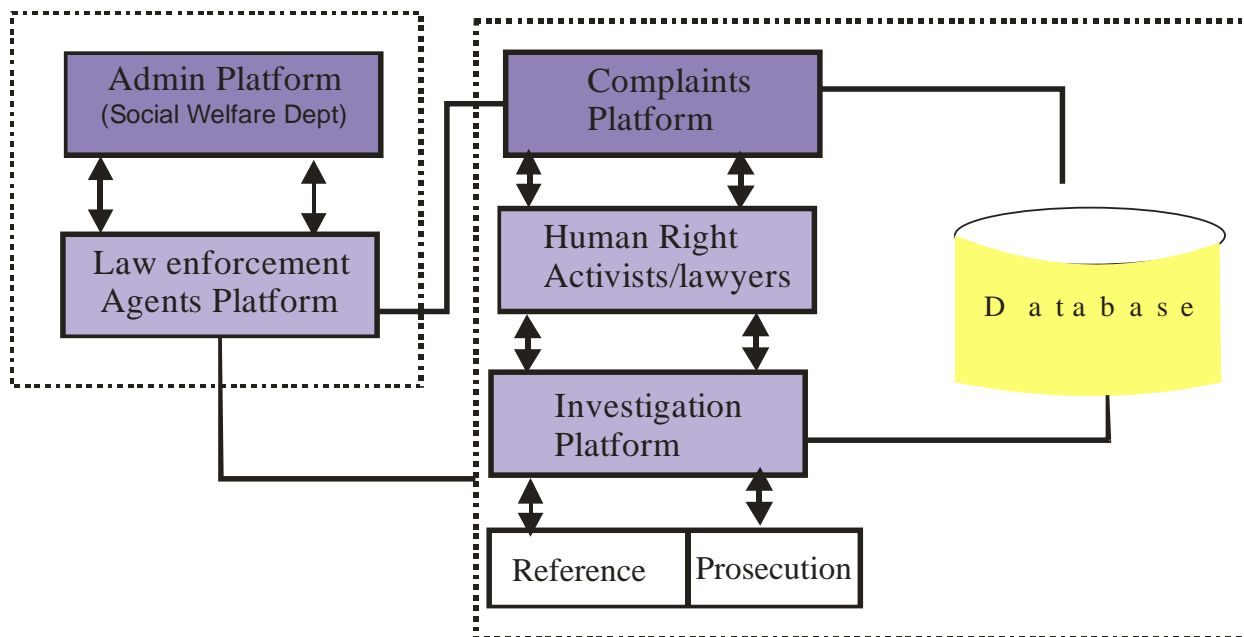 Admin Platform
(Social Welfare Dept)
Law enforcement
Agents Platform
Complaints
Platform
Human Right
Activists/lawyers
Investigation
Platform
Reference
Prosecution
Database